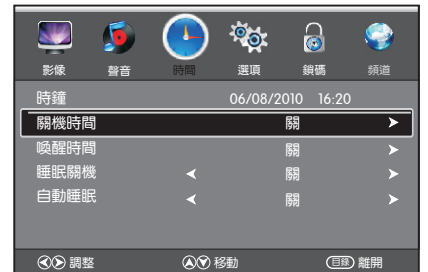 影像 聲音 時間 選項 鎖碼 頻道
時鐘 06/08/2010 16:20
關機時間 關
喚醒時間 關
睡眠關機 關
自動睡眠 關
調整 移動 目錄 離開